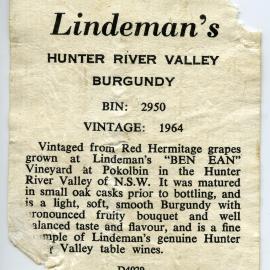 Lindeman's
HUNTER RIVER VALLEY
BURGUNDY
BIN: 2950
VINTAGE: 1964
Vintaged from Red Hermitage grapes
grown at Lindeman's "BEN EAN"
Vineyard at Pokolbin in the Hunter
River Valley of N.S.W. It was matured
in small oak casks prior to bottling, and
is a light, soft, smooth Burgundy with
pronounced fruity bouquet and well
balanced taste and flavour, and is a fine
mple of Lindeman's genuine Hunter
Valley table wines.